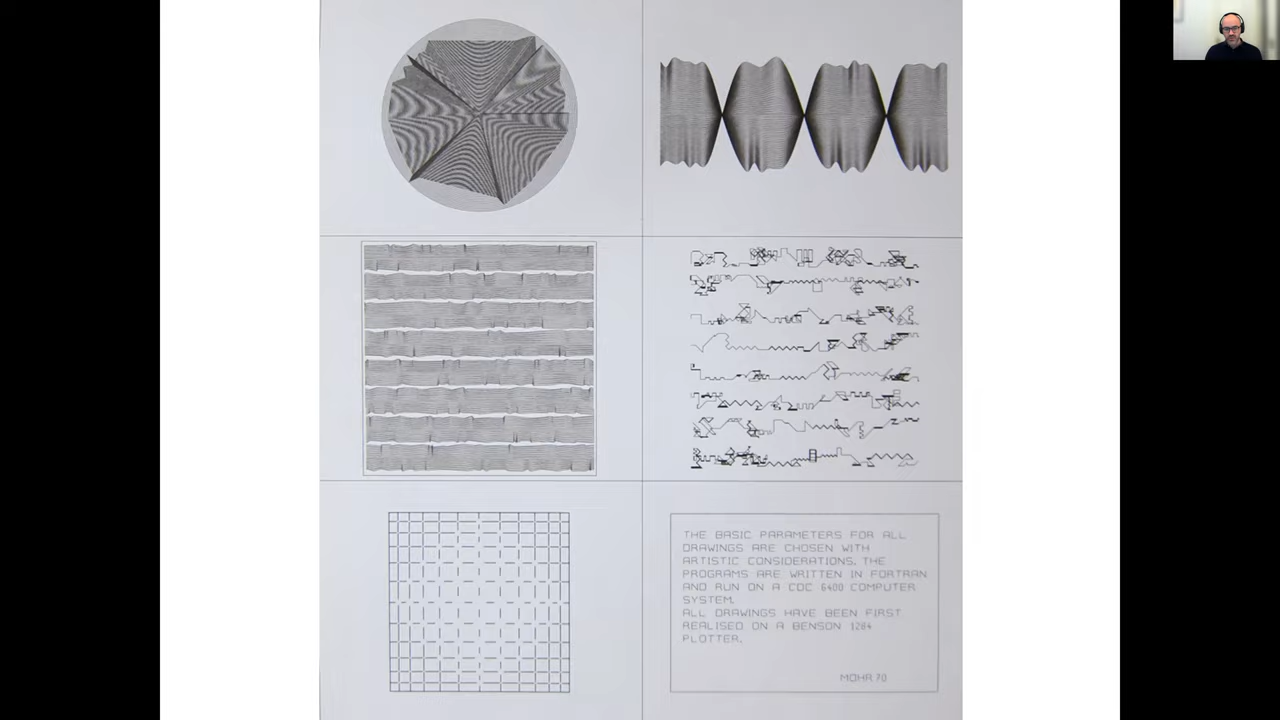 THE BASIC PARAMETERS FOR ALL
DRAWINGS ARE CHOSEN WITH
ARTISTIC CONSIDERATIONS. THE
PROGRAMS ARE WRITTEN IN FORTRAN
AND RUN ON A CDC 6400 COMPUTER
SYSTEM.
ALL DRAWINGS HAVE BEEN FIRST
REALISED ON A BENSON 1284
PLOTTER.
MOHR 70